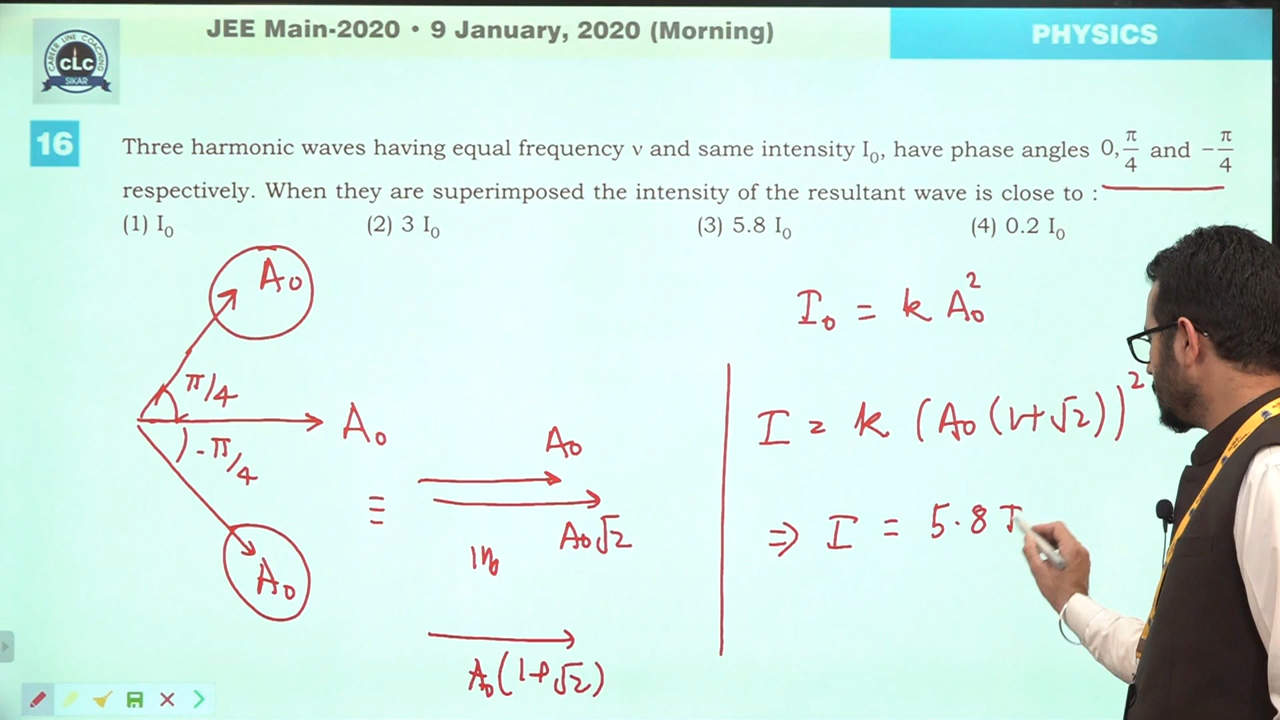 JEE Main-2020 • 9 January, 2020 (Morning)
PHYSICS
CAREER LINE COACHING
CLC
SIKAR
16
Three harmonic waves having equal frequency ν and same intensity I₀, have phase angles 0, π/4 and −π/4
respectively. When they are superimposed the intensity of the resultant wave is close to :
(1) I₀ (2) 3 I₀ (3) 5.8 I₀ (4) 0.2 I₀
A₀
π/4
A₀
-π/4
A₀
≡
A₀
A₀√2
A₀(1+√2)
I₀ = k A₀²
I = k (A₀(1+√2))²
⇒ I = 5.8 I